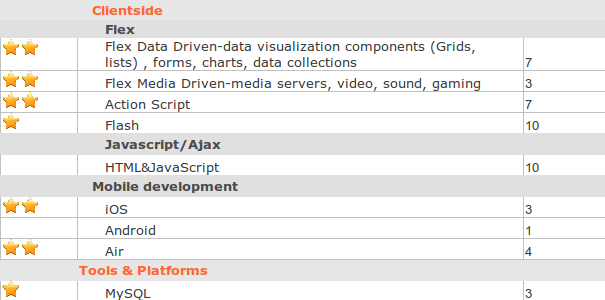 Clientside
Flex
Flex Data Driven-data visualization components (Grids,
lists) , forms, charts, data collections 7
Flex Media Driven-media servers, video, sound, gaming 3
Action Script 7
Flash 10
Javascript/Ajax
HTML&JavaScript 10
Mobile development
iOS 3
Android 1
Air 4
Tools & Platforms
MySQL 3